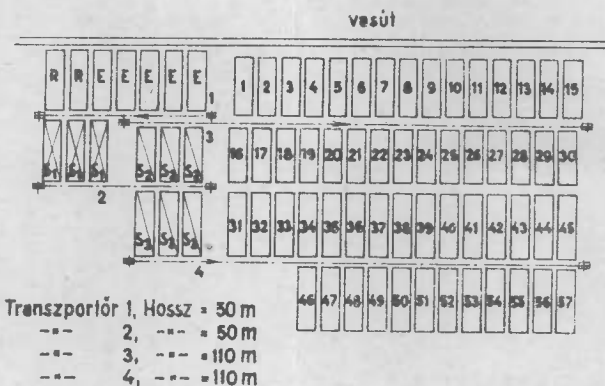 vasút
R R E E E E E 1 2 3 4 5 6 7 8 9 10 11 12 13 14 15
1
3
S₁ S₁ S₁ S₂ S₂ S₂ 16 17 18 19 20 21 22 23 24 25 26 27 28 29 30
2
S₃ S₃ S₃ 31 32 33 34 35 36 37 38 39 40 41 42 43 44 45
4
46 47 48 49 50 51 52 53 54 55 56 57
Transzportőr 1, Hossz = 50 m
-"- 2, -"- = 50 m
-"- 3, -"- = 110 m
-"- 4, -"- = 110 m